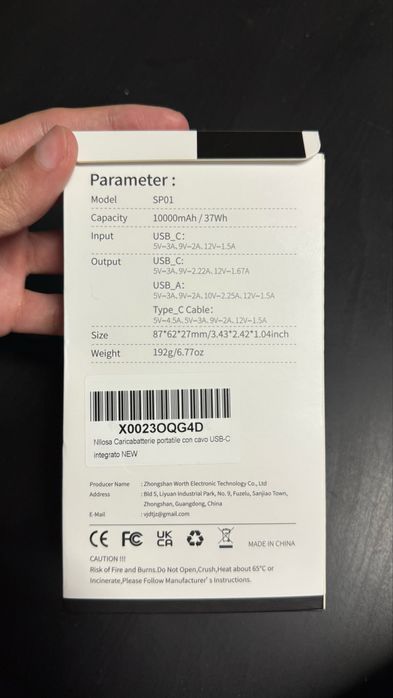 Parameter :
Model SP01
Capacity 10000mAh / 37Wh
Input USB_C:
5V⎓3A, 9V⎓2A, 12V⎓1.5A
Output USB_C:
5V⎓3A, 9V⎓2.22A, 12V⎓1.67A
USB_A:
5V⎓3A, 9V⎓2A, 10V⎓2.25A, 12V⎓1.5A
Type_C Cable:
5V⎓4.5A, 5V⎓3A, 9V⎓2A, 12V⎓1.5A
Size 87*62*27mm/3.43*2.42*1.04inch
Weight 192g/6.77oz
X0023OQG4D
NIlosa Caricabatterie portatile con cavo USB-C
integrato NEW
Producer Name : Zhongshan Worth Electronic Technology Co., Ltd
Address : Bld 5, Liyuan Industrial Park, No. 9, Fuzelu, Sanjiao Town,
Zhongshan, Guangdong, China
E-Mail : vjdtjz@gmail.com
CE FC UK CA MADE IN CHINA
CAUTION !!!
Risk of Fire and Burns.Do Not Open,Crush,Heat about 65℃ or
Incinerate,Please Follow Manufacturer's Instructions.